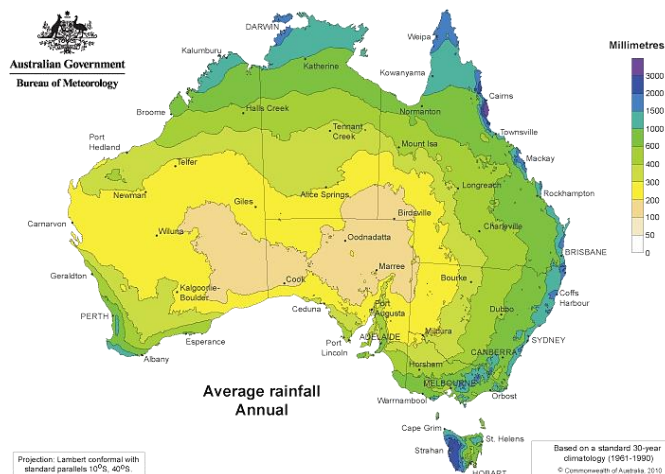 Australian Government
Bureau of Meteorology
DARWIN
Weipa
Kalumburu
Katherine
Kowanyama
Cairns
Broome
Halls Creek
Normanton
Townsville
Port
Hedland
Tennant
Creek
Mount Isa
Mackay
Telfer
Longreach
Rockhampton
Newman
Giles
Alice Springs
Birdsville
Carnarvon
Wiluna
Oodnadatta
Charleville
BRISBANE
Geraldton
Kalgoorlie-
Boulder
Cook
Marree
Bourke
Coffs
Harbour
PERTH
Ceduna
Port
Augusta
Dubbo
Esperance
Port
Lincoln
ADELAIDE
Mildura
SYDNEY
Albany
Horsham
CANBERRA
MELBOURNE
Warrnambool
Orbost
Cape Grim
St. Helens
Strahan
HOBART
Millimetres
3000
2000
1500
1000
600
400
300
200
100
50
0
Average rainfall
Annual
Projection: Lambert conformal with
standard parallels 10°S, 40°S.
Based on a standard 30-year
climatology (1961-1990)
© Commonwealth of Australia, 2010